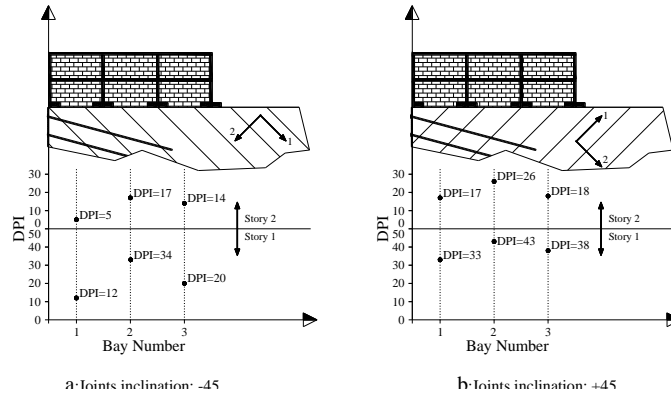 2
1
30
20
10
0
DPI=5
DPI=17
DPI=14
Story 2
Story 1
50
40
30
20
10
0
DPI=12
DPI=34
DPI=20
DPI
1 2 3
Bay Number
a:Joints inclination: -45
1
2
30
20
10
0
DPI=17
DPI=26
DPI=18
Story 2
Story 1
50
40
30
20
10
0
DPI=33
DPI=43
DPI=38
DPI
1 2 3
Bay Number
b:Joints inclination: +45